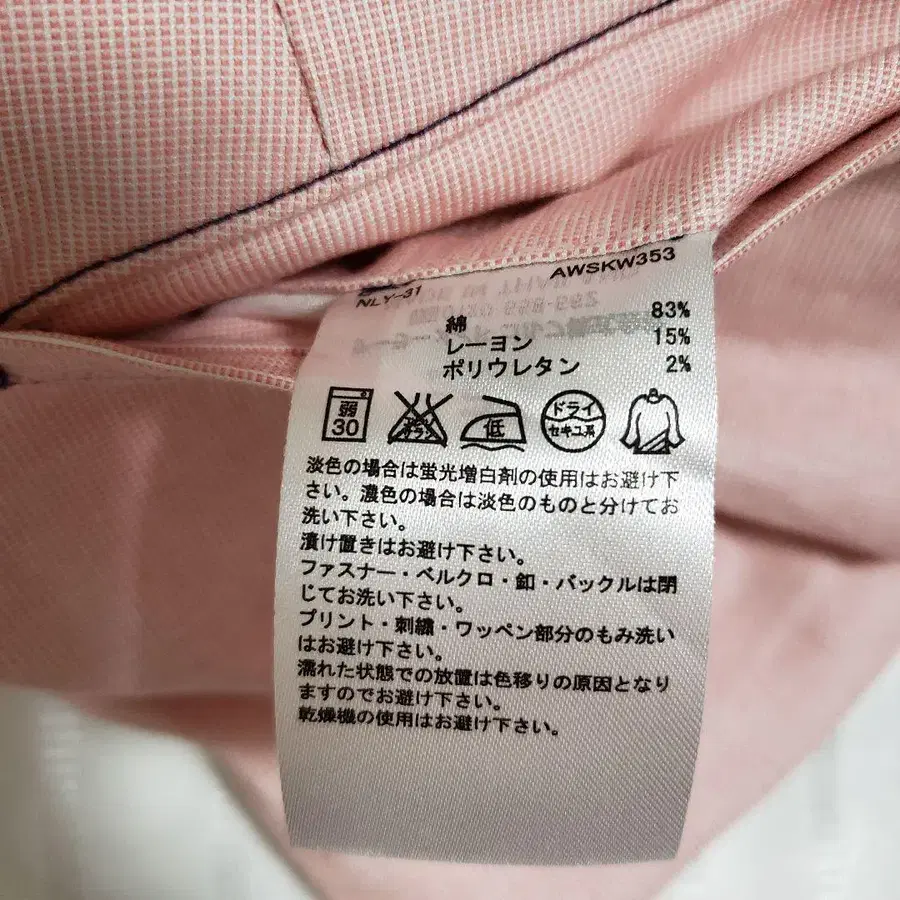 NLY-31 AWSKW353
綿 83%
レーヨン 15%
ポリウレタン 2%
弱 30
エンソサラシ
低
ドライ セキユ系
淡色の場合は蛍光増白剤の使用はお避け下
さい。濃色の場合は淡色のものと分けてお
洗い下さい。
漬け置きはお避け下さい。
ファスナー・ベルクロ・釦・バックルは閉
じてお洗い下さい。
プリント・刺繍・ワッペン部分のもみ洗い
はお避け下さい。
濡れた状態での放置は色移りの原因となり
ますのでお避け下さい。
乾燥機の使用はお避け下さい。